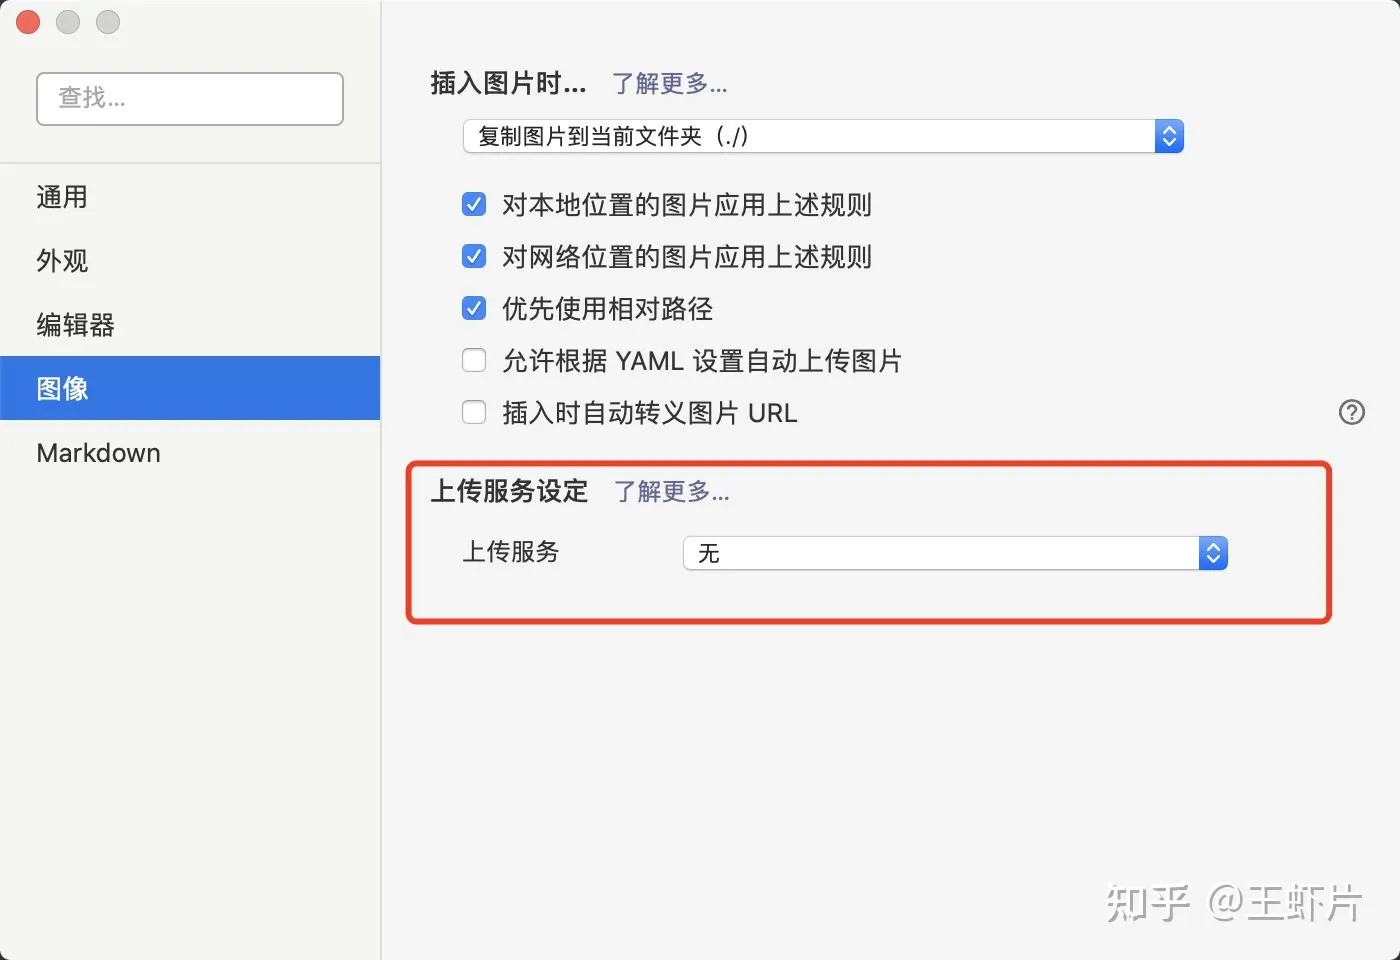 查找...
通用
外观
编辑器
图像
Markdown
插入图片时... 了解更多...
复制图片到当前文件夹（./）
对本地位置的图片应用上述规则
对网络位置的图片应用上述规则
优先使用相对路径
允许根据 YAML 设置自动上传图片
插入时自动转义图片 URL
上传服务设定 了解更多...
上传服务 无
知乎 @王虾片